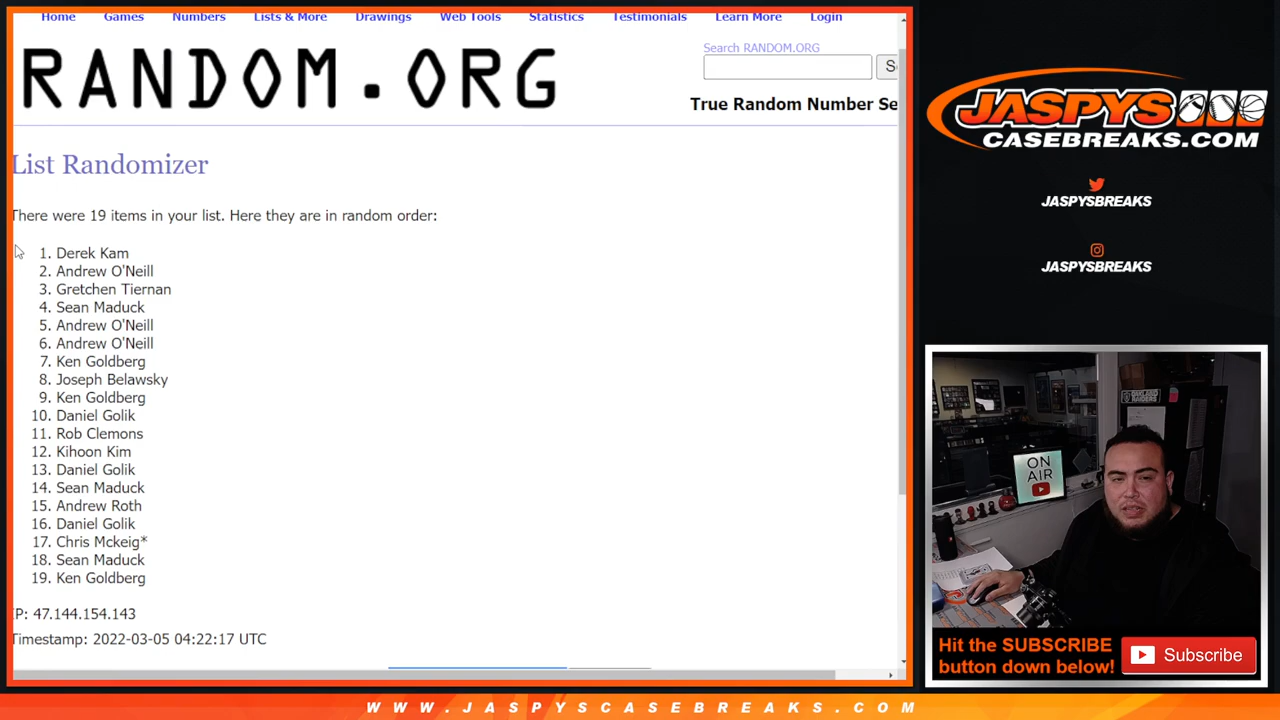 Home Games Numbers Lists & More Drawings Web Tools Statistics Testimonials Learn More Login
RANDOM.ORG
Search RANDOM.ORG
True Random Number Se
List Randomizer
There were 19 items in your list. Here they are in random order:
1. Derek Kam
2. Andrew O'Neill
3. Gretchen Tiernan
4. Sean Maduck
5. Andrew O'Neill
6. Andrew O'Neill
7. Ken Goldberg
8. Joseph Belawsky
9. Ken Goldberg
10. Daniel Golik
11. Rob Clemons
12. Kihoon Kim
13. Daniel Golik
14. Sean Maduck
15. Andrew Roth
16. Daniel Golik
17. Chris Mckeig*
18. Sean Maduck
19. Ken Goldberg
IP: 47.144.154.143
Timestamp: 2022-03-05 04:22:17 UTC
JASPYS
CASEBREAKS.COM
JASPYSBREAKS
JASPYSBREAKS
OAKLAND
RAIDERS
ON
AIR
Hit the SUBSCRIBE
button down below!
Subscribe
WWW.JASPYSCASEBREAKS.COM